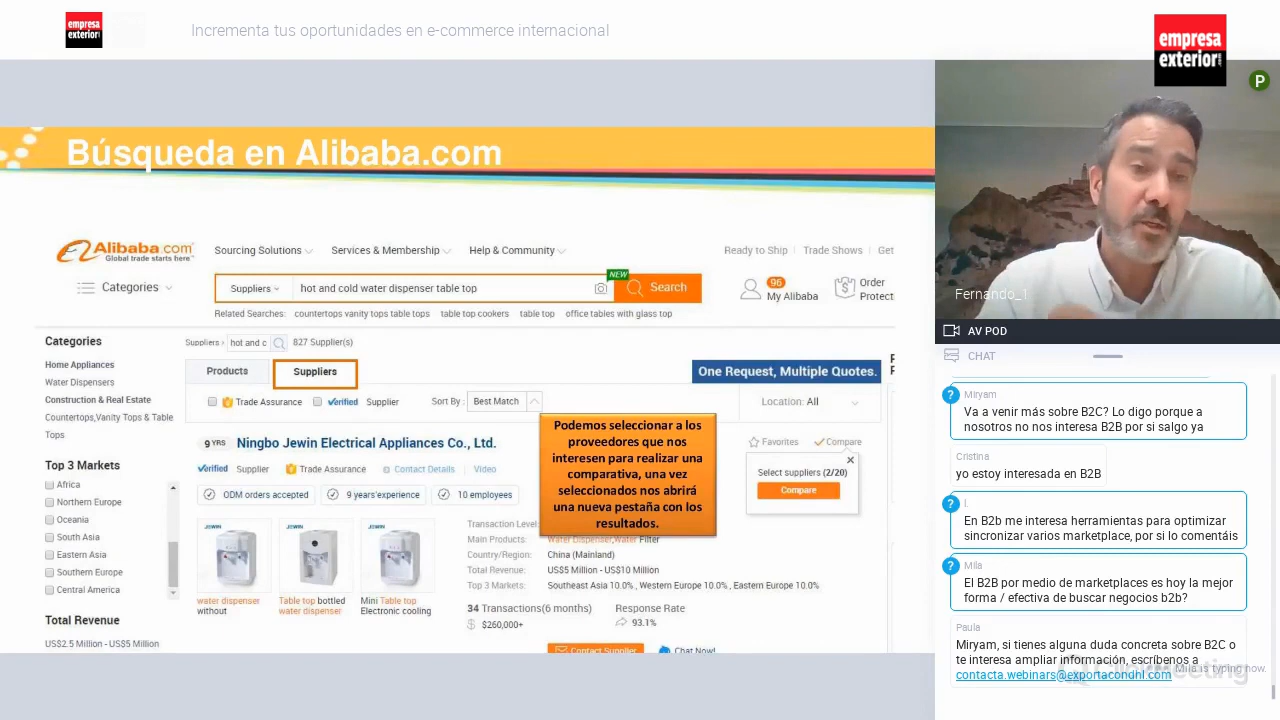 empresa
exterior
Incrementa tus oportunidades en e-commerce internacional
empresa
exterior
P
Búsqueda en Alibaba.com
Alibaba.com
Global trade starts here
Sourcing Solutions
Services & Membership
Help & Community
Ready to Ship
Trade Shows
Get
Categories
Suppliers
hot and cold water dispenser table top
NEW
Search
96
My Alibaba
Order
Protect
Related Searches: countertops vanity tops table tops table top cookers table top office tables with glass top
Categories
Home Appliances
Water Dispensers
Construction & Real Estate
Countertops,Vanity Tops & Table
Tops
Top 3 Markets
Africa
Northern Europe
Oceania
South Asia
Eastern Asia
Southern Europe
Central America
Total Revenue
US$2.5 Million - US$5 Million
Suppliers > hot and c 827 Supplier(s)
Products
Suppliers
One Request, Multiple Quotes.
Trade Assurance
Verified Supplier
Sort By : Best Match
Location: All
9 YRS Ningbo Jewin Electrical Appliances Co., Ltd.
Favorites
Compare
Verified Supplier
Trade Assurance
Contact Details
Video
ODM orders accepted
9 years'experience
10 employees
Select suppliers (2/20)
Compare
Podemos seleccionar a los
proveedores que nos
interesen para realizar una
comparativa, una vez
seleccionados nos abrirá
una nueva pestaña con los
resultados.
JEWIN
JEWIN
JEWIN
water dispenser
without
Table top bottled
water dispenser
Mini Table top
Electronic cooling
Transaction Level:
Main Products: Water Dispenser,Water Filter
Country/Region: China (Mainland)
Total Revenue: US$5 Million - US$10 Million
Top 3 Markets: Southeast Asia 10.0% , Western Europe 10.0% , Eastern Europe 10.0%
34 Transactions(6 months)
$260,000+
Response Rate
93.1%
Contact Supplier
Chat Now!
Fernando_1
AV POD
CHAT
Miryam
Va a venir más sobre B2C? Lo digo porque a
nosotros no nos interesa B2B por si salgo ya
Cristina
yo estoy interesada en B2B
I.
En B2b me interesa herramientas para optimizar
sincronizar varios marketplace, por si lo comentáis
Mila
El B2B por medio de marketplaces es hoy la mejor
forma / efectiva de buscar negocios b2b?
Paula
Miryam, si tienes alguna duda concreta sobre B2C o
te interesa ampliar información, escríbenos a
contacta.webinars@exportacondhl.com
Mila is typing now.